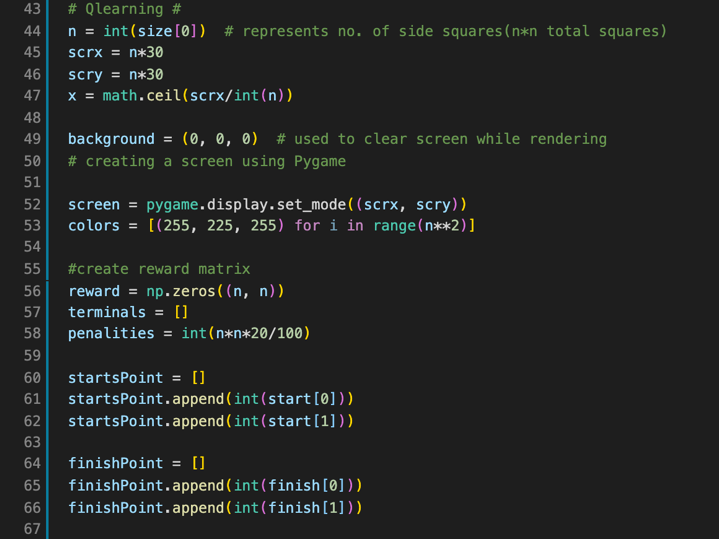 43 # Qlearning #
44 n = int(size[0])  # represents no. of side squares(n*n total squares)
45 scrx = n*30
46 scry = n*30
47 x = math.ceil(scrx/int(n))
48
49 background = (0, 0, 0)  # used to clear screen while rendering
50 # creating a screen using Pygame
51
52 screen = pygame.display.set_mode((scrx, scry))
53 colors = [(255, 225, 255) for i in range(n**2)]
54
55 #create reward matrix
56 reward = np.zeros((n, n))
57 terminals = []
58 penalities = int(n*n*20/100)
59
60 startsPoint = []
61 startsPoint.append(int(start[0]))
62 startsPoint.append(int(start[1]))
63
64 finishPoint = []
65 finishPoint.append(int(finish[0]))
66 finishPoint.append(int(finish[1]))
67